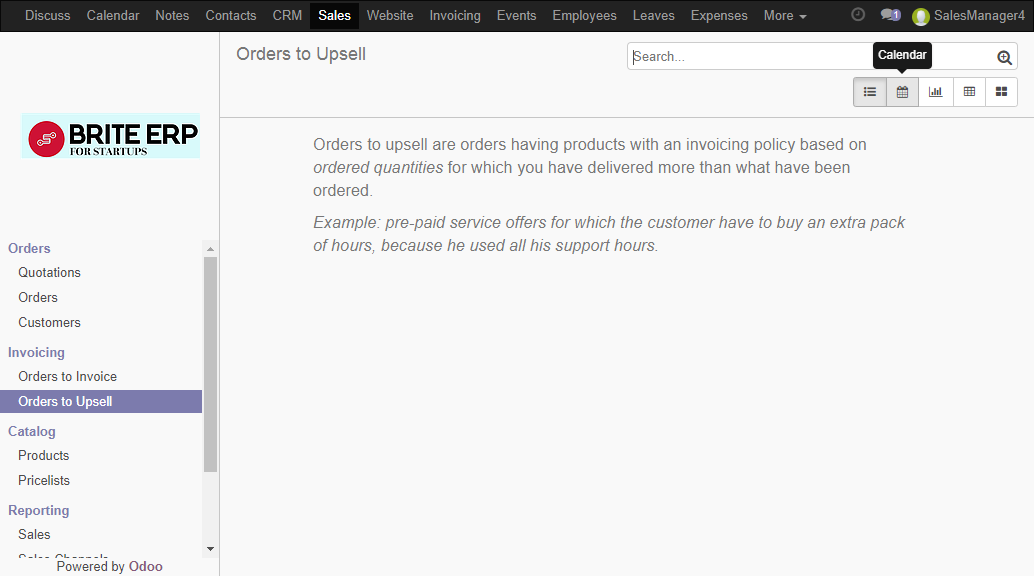 Discuss Calendar Notes Contacts CRM Sales Website Invoicing Events Employees Leaves Expenses More 1 SalesManager4
Orders to Upsell
Search...
Calendar
BRITE ERP
FOR STARTUPS
Orders
Quotations
Orders
Customers
Invoicing
Orders to Invoice
Orders to Upsell
Catalog
Products
Pricelists
Reporting
Sales
Sales Channels
Powered by Odoo
Orders to upsell are orders having products with an invoicing policy based on
ordered quantities for which you have delivered more than what have been
ordered.
Example: pre-paid service offers for which the customer have to buy an extra pack
of hours, because he used all his support hours.